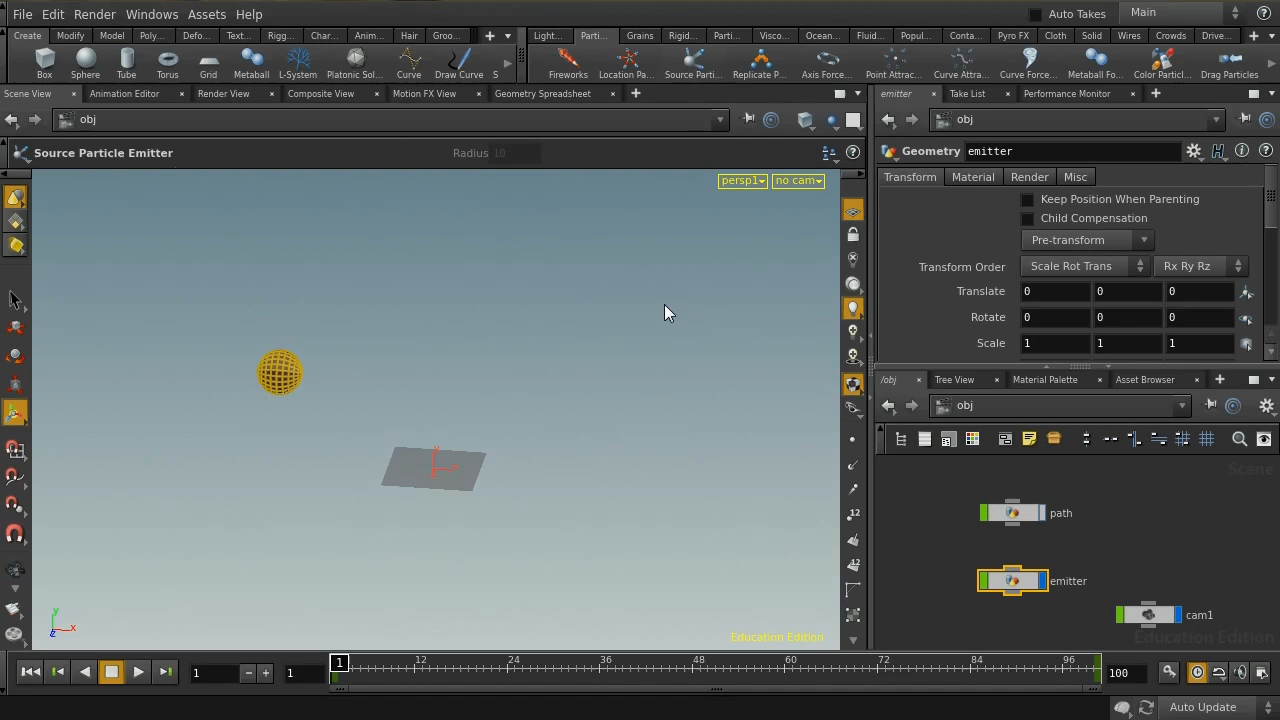 File Edit Render Windows Assets Help Auto Takes Main
Create Modify Model Poly... Defo... Text... Rigg... Char... Anim... Hair Groo... Light... Parti... Grains Rigid... Parti... Visco... Ocean... Fluid... Popul... Conta... Pyro FX Cloth Solid Wires Crowds Drive...
Box Sphere Tube Torus Grid Metaball L-System Platonic Sol... Curve Draw Curve S Fireworks Location Pa... Source Parti... Replicate P... Axis Force... Point Attrac... Curve Attra... Curve Force... Metaball Fo... Color Particl... Drag Particles
Scene View Animation Editor Render View Composite View Motion FX View Geometry Spreadsheet emitter Take List Performance Monitor
obj obj
Source Particle Emitter Radius 10 Geometry emitter
persp1 no cam Transform Material Render Misc
Keep Position When Parenting
Child Compensation
Pre-transform
Transform Order Scale Rot Trans Rx Ry Rz
Translate 0 0 0
Rotate 0 0 0
Scale 1 1 1
/obj Tree View Material Palette Asset Browser
obj
12
12
path
emitter
cam1
y
x
z
Education Edition
Education Edition
1 1 1 12 24 36 48 60 72 84 96 100
Auto Update